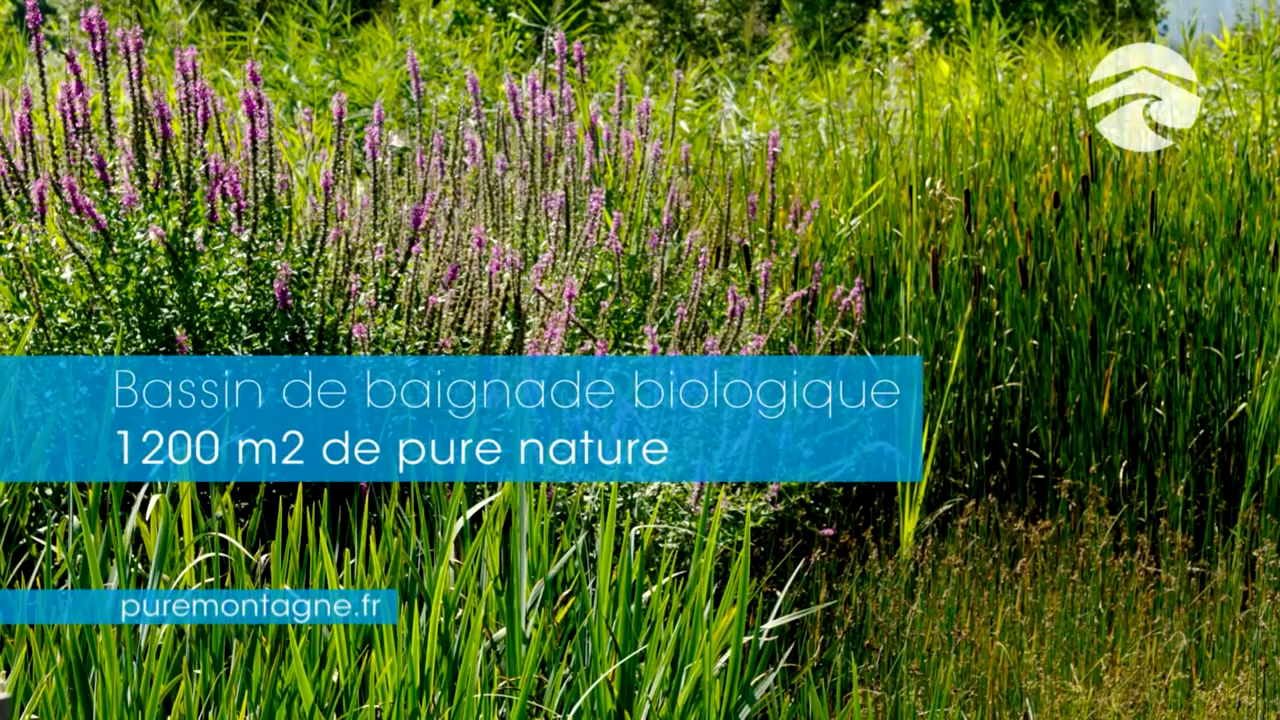 Bassin de baignade biologique
1200 m2 de pure nature
puremontagne.fr